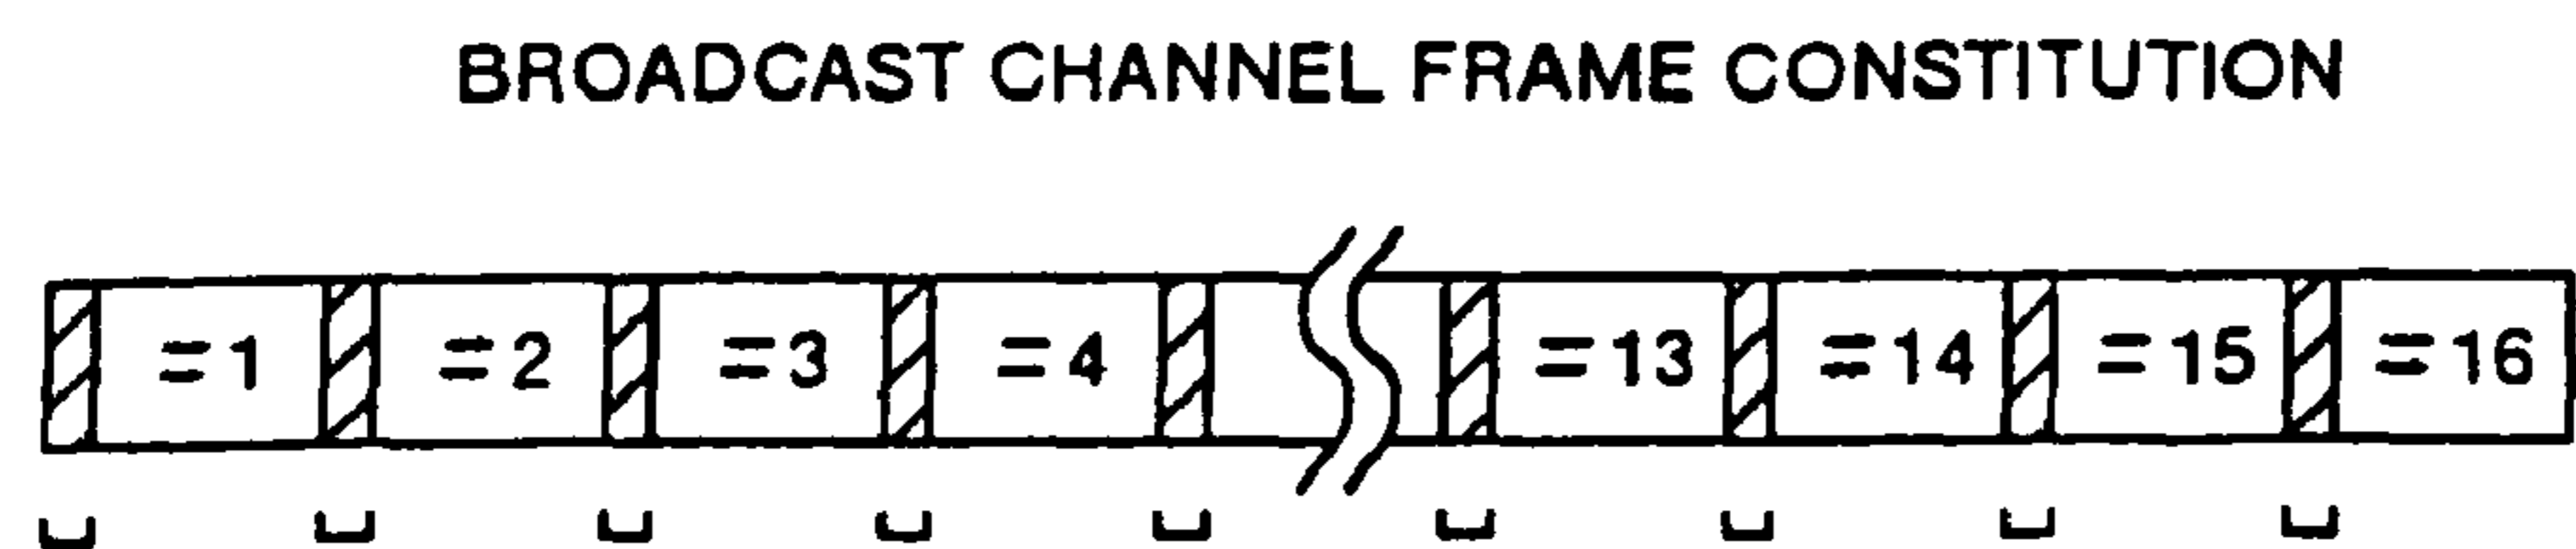 BROADCAST CHANNEL FRAME CONSTITUTION
=1 =2 =3 =4 =13 =14 =15 =16